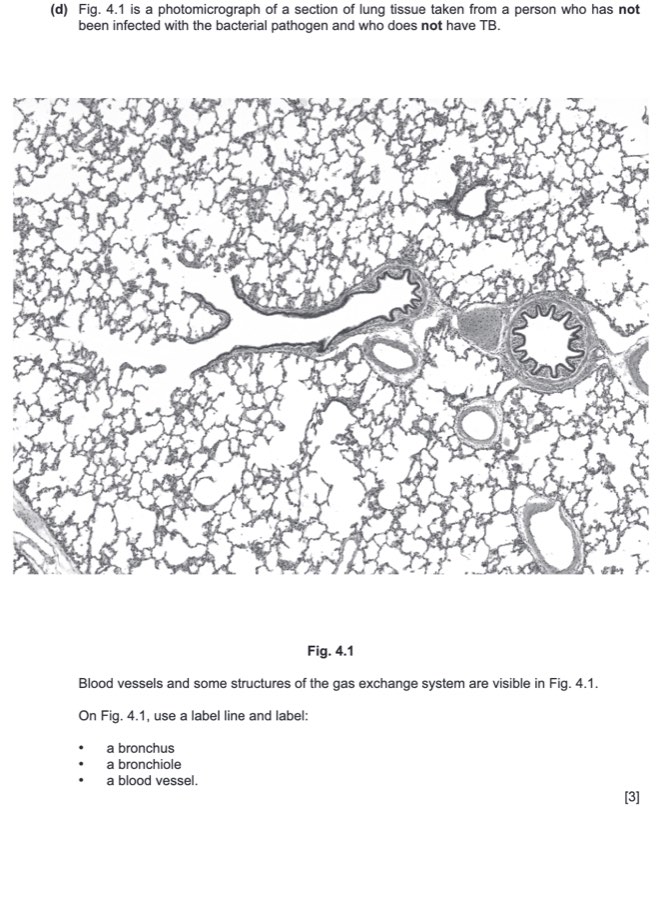 (d) Fig. 4.1 is a photomicrograph of a section of lung tissue taken from a person who has not
been infected with the bacterial pathogen and who does not have TB.
Fig. 4.1
Blood vessels and some structures of the gas exchange system are visible in Fig. 4.1.
On Fig. 4.1, use a label line and label:
• a bronchus
• a bronchiole
• a blood vessel.
[3]